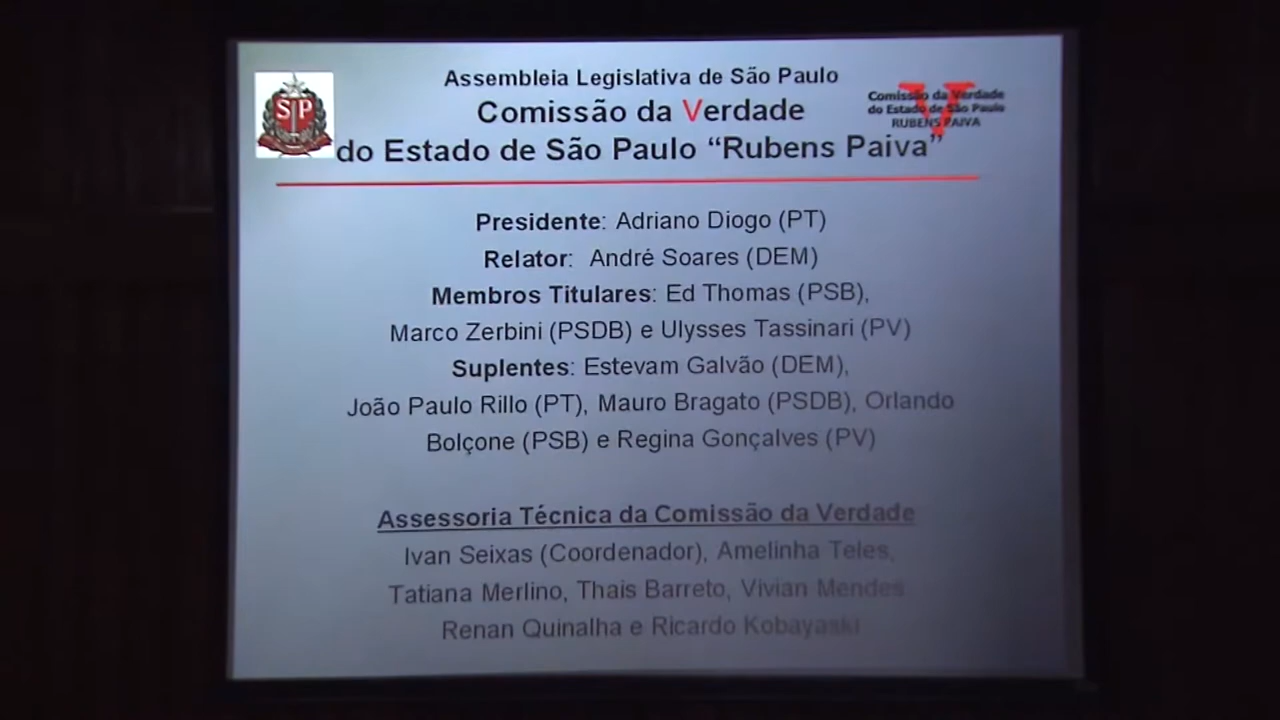 Assembleia Legislativa de São Paulo
Comissão da Verdade
do Estado de São Paulo “Rubens Paiva”
SP
Comissão da Verdade
do Estado de São Paulo
RUBENS PAIVA
Presidente: Adriano Diogo (PT)
Relator: André Soares (DEM)
Membros Titulares: Ed Thomas (PSB),
Marco Zerbini (PSDB) e Ulysses Tassinari (PV)
Suplentes: Estevam Galvão (DEM),
João Paulo Rillo (PT), Mauro Bragato (PSDB), Orlando
Bolçone (PSB) e Regina Gonçalves (PV)
Assessoria Técnica da Comissão da Verdade
Ivan Seixas (Coordenador), Amelinha Teles,
Tatiana Merlino, Thais Barreto, Vivian Mendes
Renan Quinalha e Ricardo Kobayaski